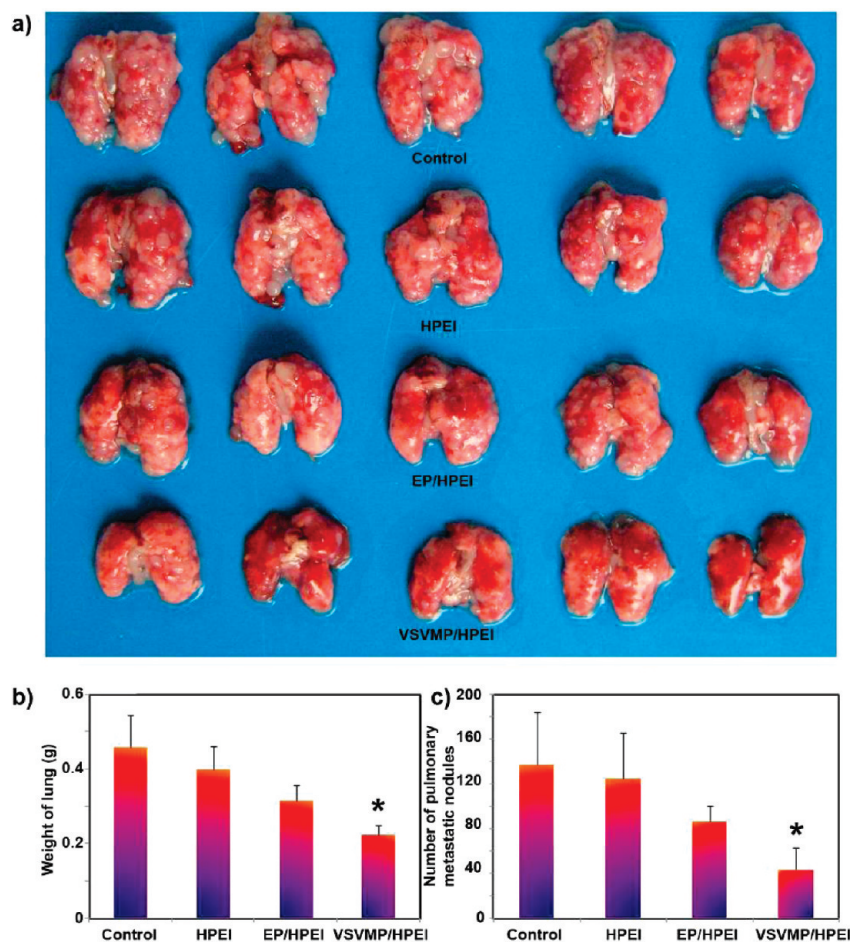 a)
Control
HPEI
EP/HPEI
VSVMP/HPEI
b)
0.6
0.4
0.2
0
Weight of lung (g)
*
Control HPEI EP/HPEI VSVMP/HPEI
c)
200
160
120
80
40
0
Number of pulmonary
metastatic nodules
*
Control HPEI EP/HPEI VSVMP/HPEI